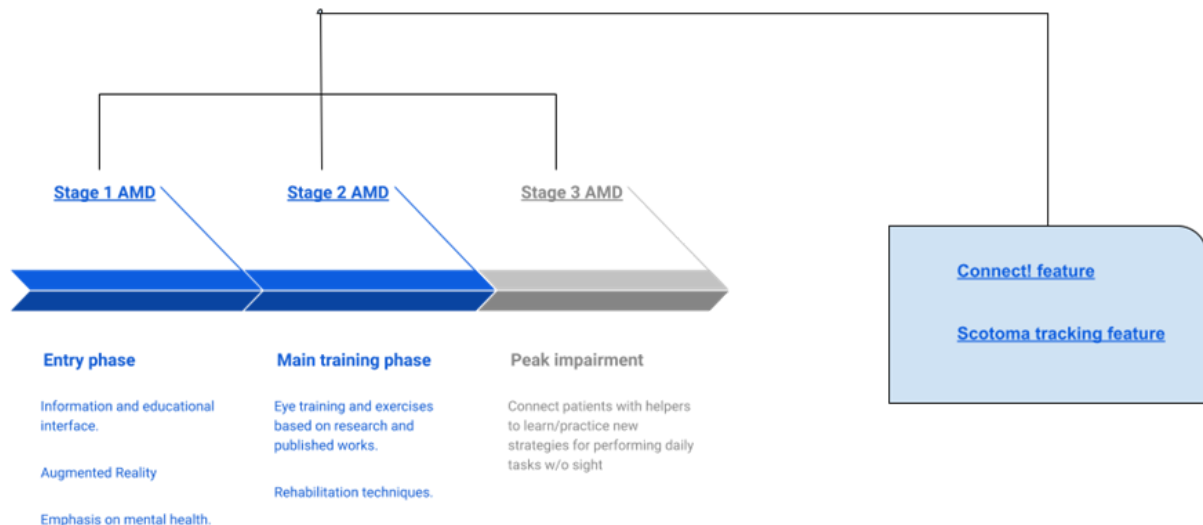 Stage 1 AMD
Stage 2 AMD
Stage 3 AMD
Connect! feature
Scotoma tracking feature
Entry phase
Information and educational
interface.
Augmented Reality
Emphasis on mental health.
Main training phase
Eye training and exercises
based on research and
published works.
Rehabilitation techniques.
Peak impairment
Connect patients with helpers
to learn/practice new
strategies for performing daily
tasks w/o sight